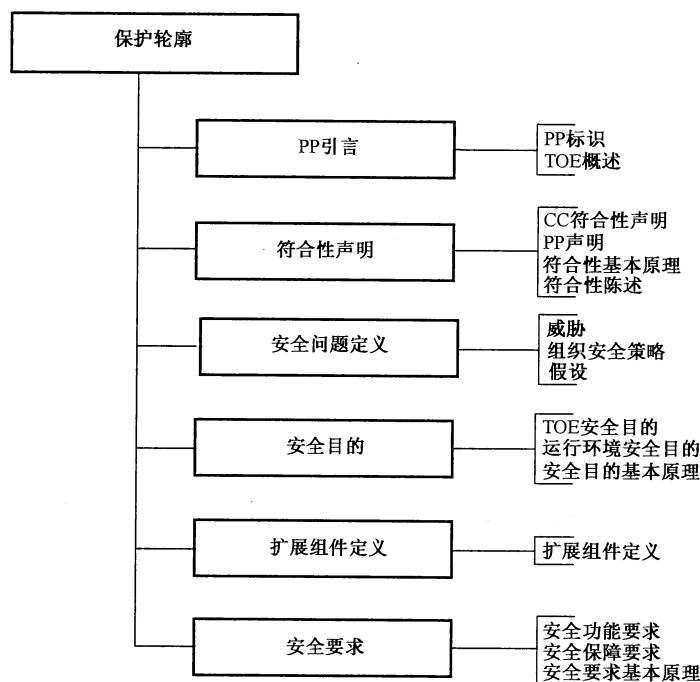 保护轮廓
PP引言
PP标识
TOE概述
符合性声明
CC符合性声明
PP声明
符合性基本原理
符合性陈述
安全问题定义
威胁
组织安全策略
假设
安全目的
TOE安全目的
运行环境安全目的
安全目的基本原理
扩展组件定义
扩展组件定义
安全要求
安全功能要求
安全保障要求
安全要求基本原理